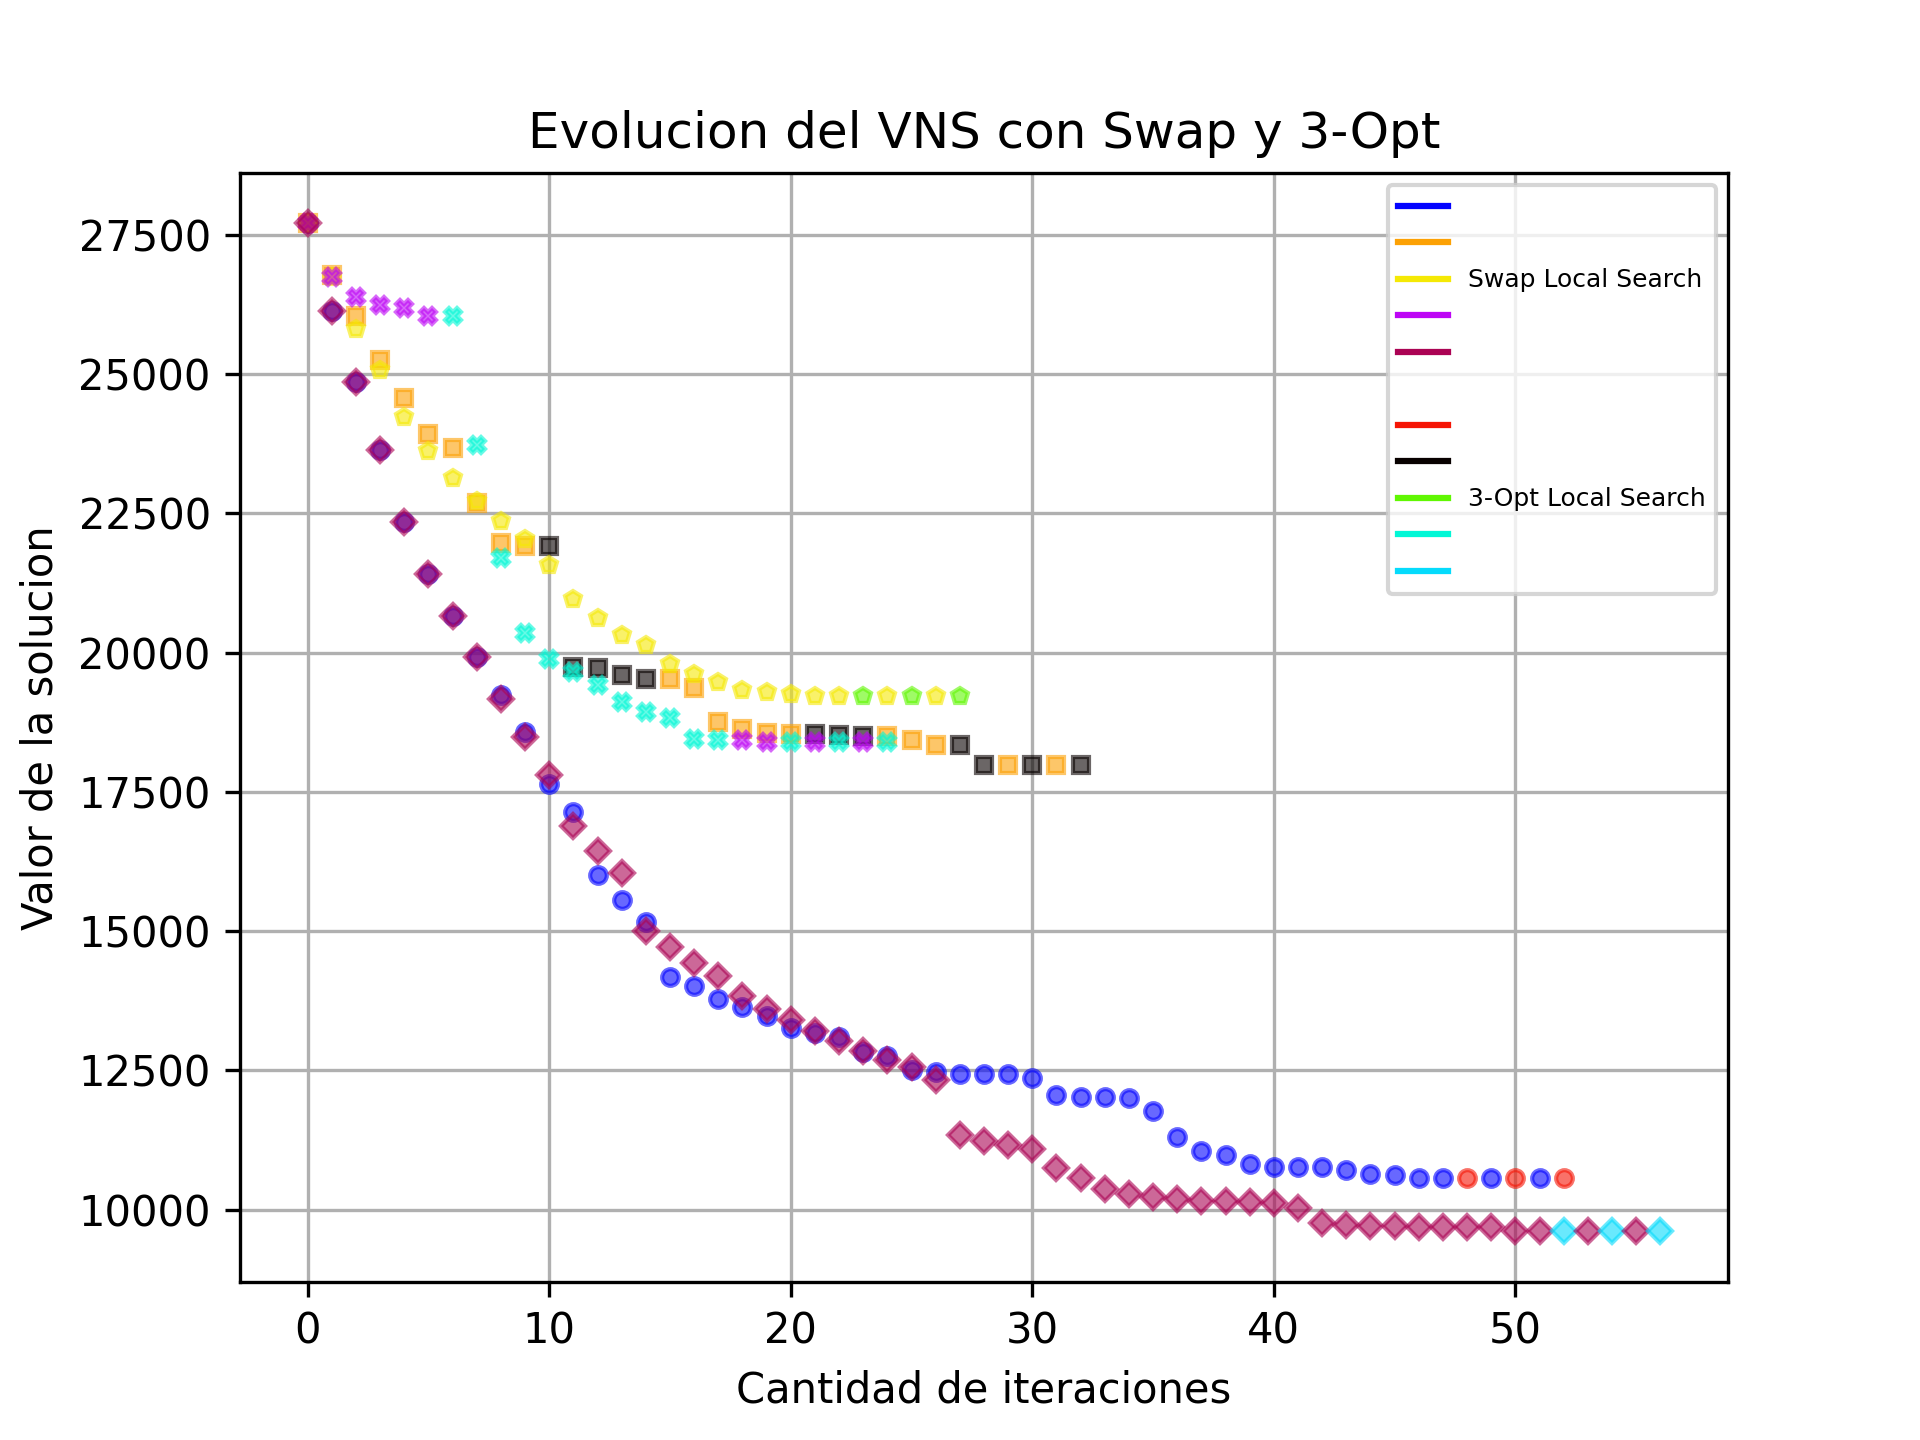 Evolucion del VNS con Swap y 3-Opt
Valor de la solucion
27500
25000
22500
20000
17500
15000
12500
10000
Swap Local Search
3-Opt Local Search
0 10 20 30 40 50
Cantidad de iteraciones